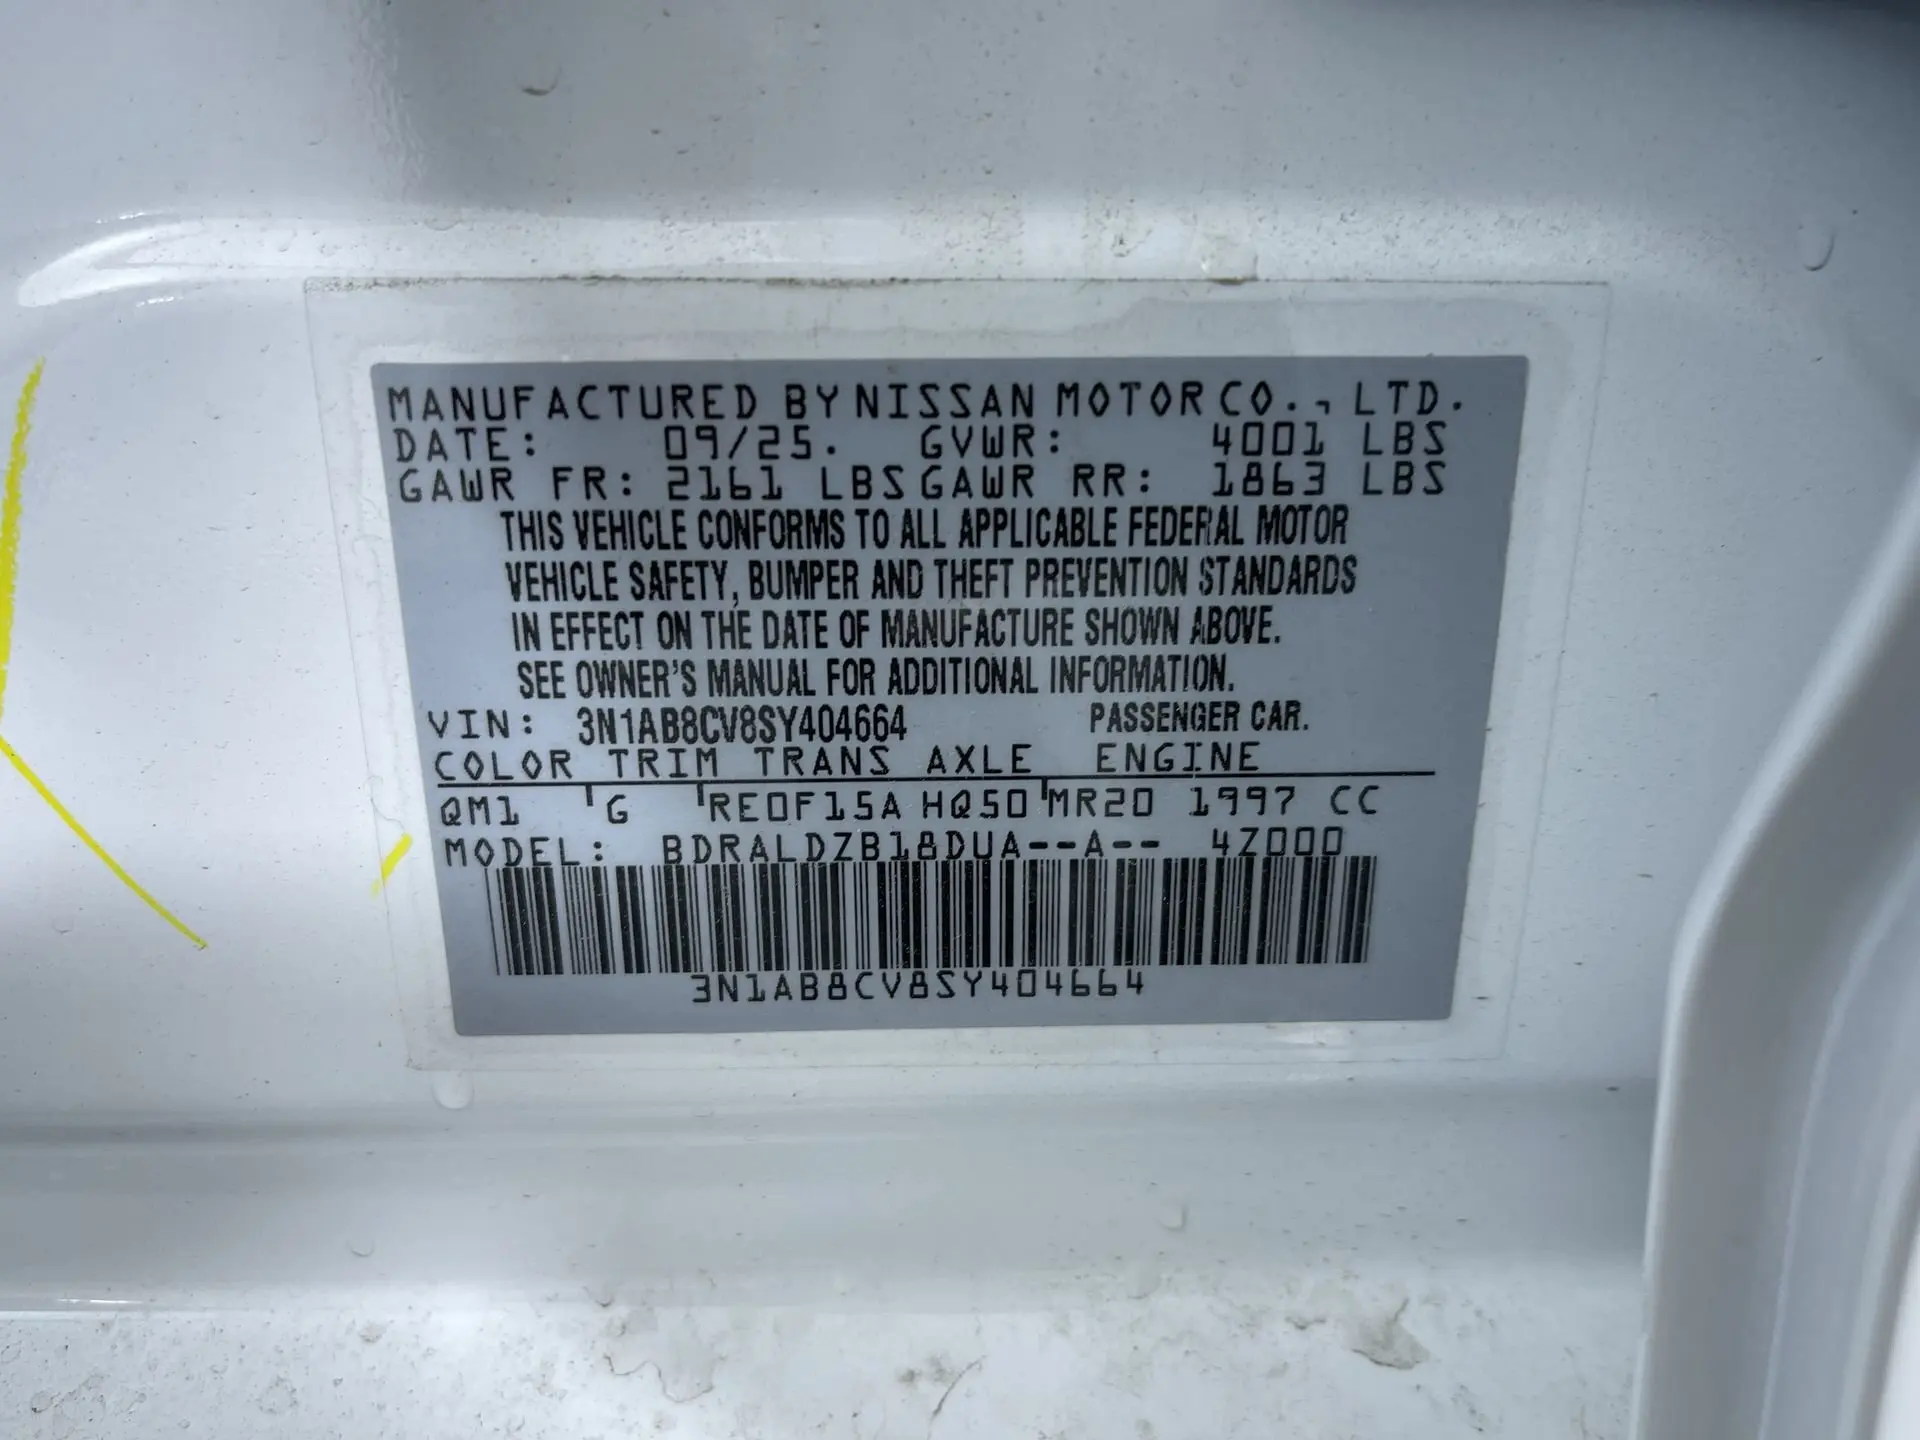 MANUFACTURED BY NISSAN MOTOR CO., LTD.
DATE: 09/25. GVWR: 4001 LBS
GAWR FR: 2161 LBS GAWR RR: 1863 LBS
THIS VEHICLE CONFORMS TO ALL APPLICABLE FEDERAL MOTOR
VEHICLE SAFETY, BUMPER AND THEFT PREVENTION STANDARDS
IN EFFECT ON THE DATE OF MANUFACTURE SHOWN ABOVE.
SEE OWNER'S MANUAL FOR ADDITIONAL INFORMATION.
VIN: 3N1AB8CV8SY404664 PASSENGER CAR.
COLOR TRIM TRANS AXLE ENGINE
QM1 G RE0F15A HQ50 MR20 1997 CC
MODEL: BDRALDZB18DUA--A-- 4Z000
3N1AB8CV8SY404664